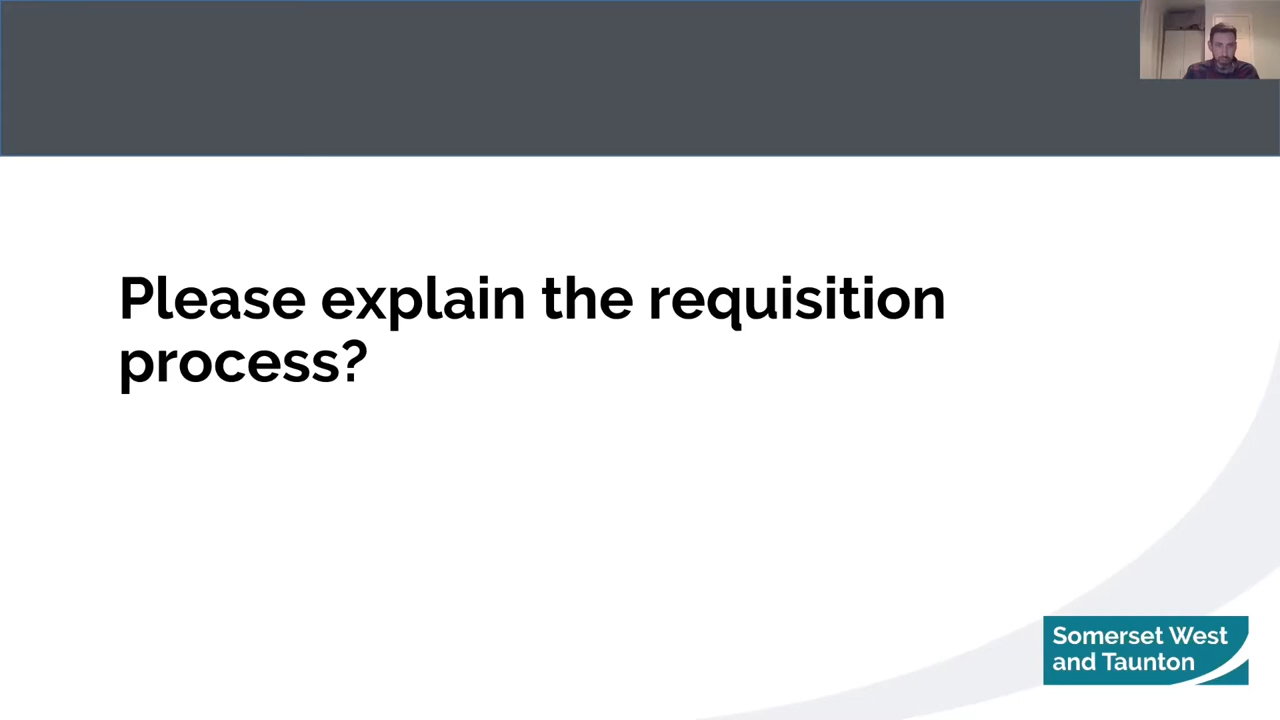 Please explain the requisition
process?
Somerset West
and Taunton